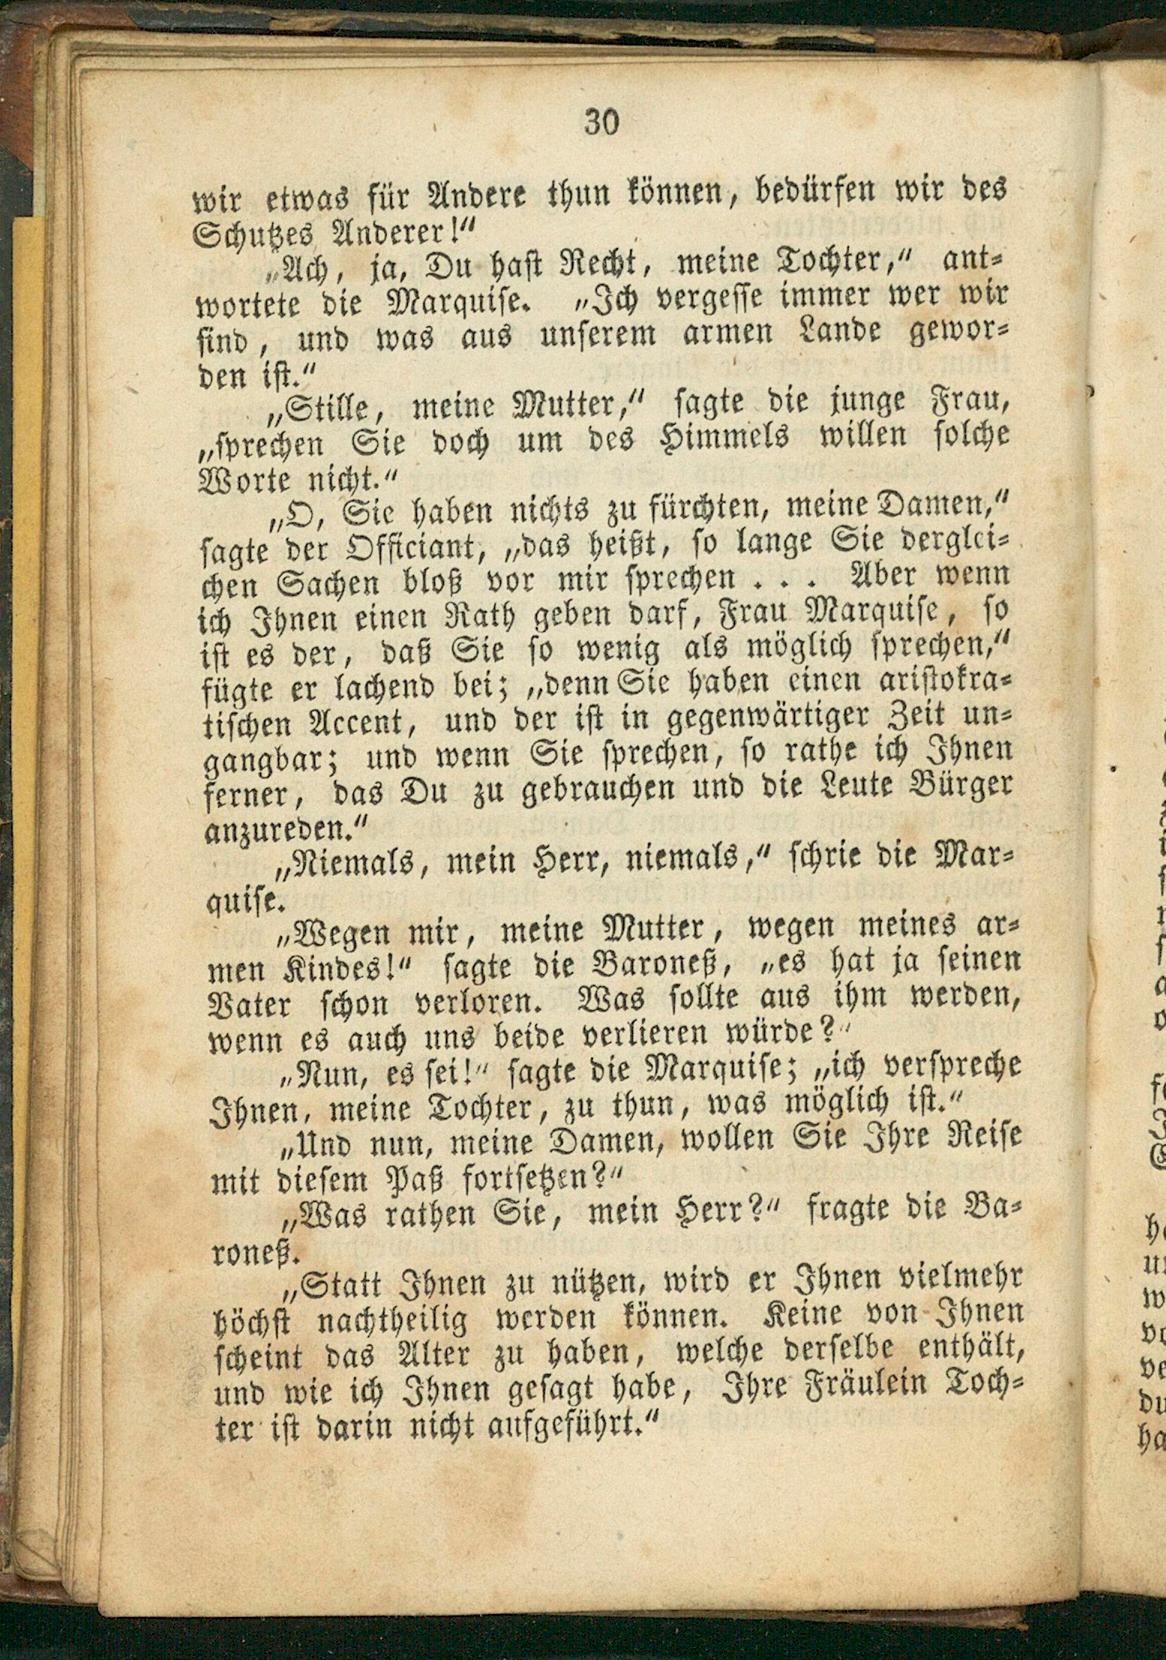 30
wir etwas für Andere thun können, bedürfen wir des
Schutzes Anderer!“
„Ach, ja, Du hast Recht, meine Tochter,“ ant-
wortete die Marquise. „Ich vergesse immer wer wir
sind, und was aus unserem armen Lande gewor-
den ist.“
„Stille, meine Mutter,“ sagte die junge Frau,
„sprechen Sie doch um des Himmels willen solche
Worte nicht.“
„O, Sie haben nichts zu fürchten, meine Damen,“
sagte der Officiant, „das heißt, so lange Sie derglei-
chen Sachen bloß vor mir sprechen . . . Aber wenn
ich Ihnen einen Rath geben darf, Frau Marquise, so
ist es der, daß Sie so wenig als möglich sprechen,“
fügte er lachend bei; „denn Sie haben einen aristokra-
tischen Accent, und der ist in gegenwärtiger Zeit un-
gangbar; und wenn Sie sprechen, so rathe ich Ihnen
ferner, das Du zu gebrauchen und die Leute Bürger
anzureden.“
„Niemals, mein Herr, niemals,“ schrie die Mar-
quise.
„Wegen mir, meine Mutter, wegen meines ar-
men Kindes!“ sagte die Baroneß, „es hat ja seinen
Vater schon verloren. Was sollte aus ihm werden,
wenn es auch uns beide verlieren würde?“
„Nun, es sei!“ sagte die Marquise; „ich verspreche
Ihnen, meine Tochter, zu thun, was möglich ist.“
„Und nun, meine Damen, wollen Sie Ihre Reise
mit diesem Paß fortsetzen?“
„Was rathen Sie, mein Herr?“ fragte die Ba-
roneß.
„Statt Ihnen zu nützen, wird er Ihnen vielmehr
höchst nachtheilig werden können. Keine von Ihnen
scheint das Alter zu haben, welche derselbe enthält,
und wie ich Ihnen gesagt habe, Ihre Fräulein Toch-
ter ist darin nicht aufgeführt.“